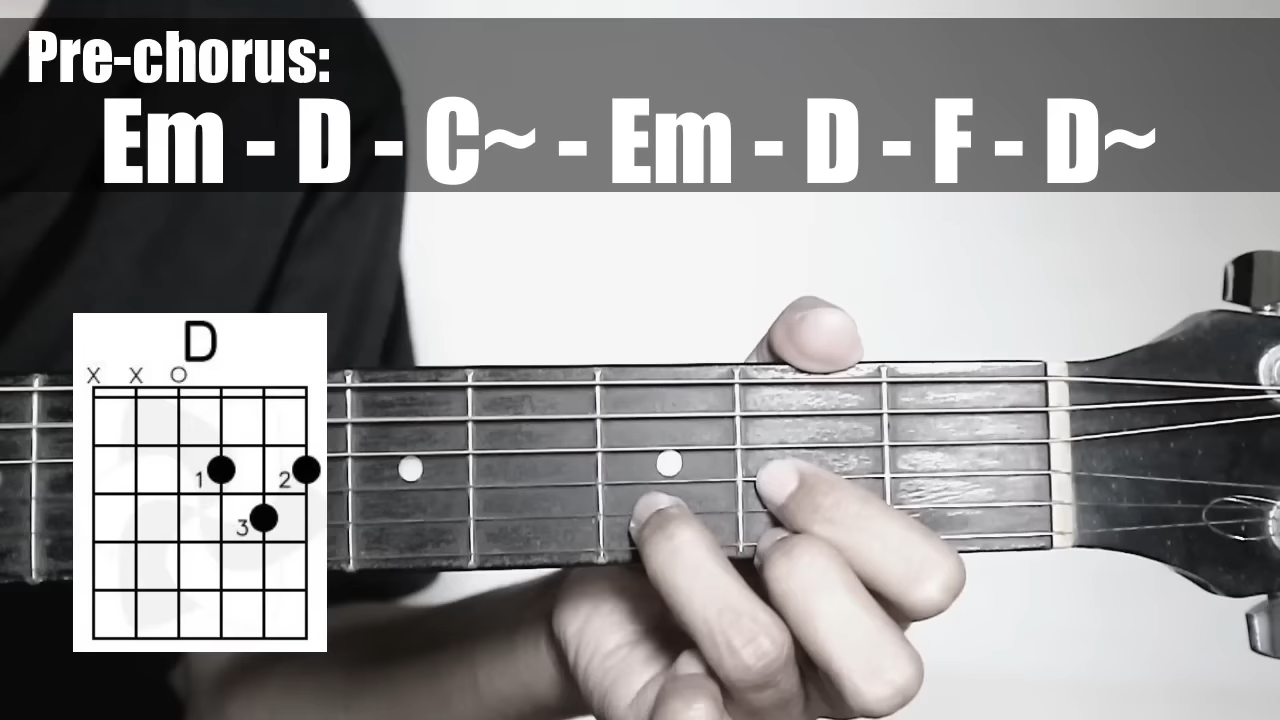 Pre-chorus:
Em - D - C~ - Em - D - F - D~
D
X X O
1 2
3